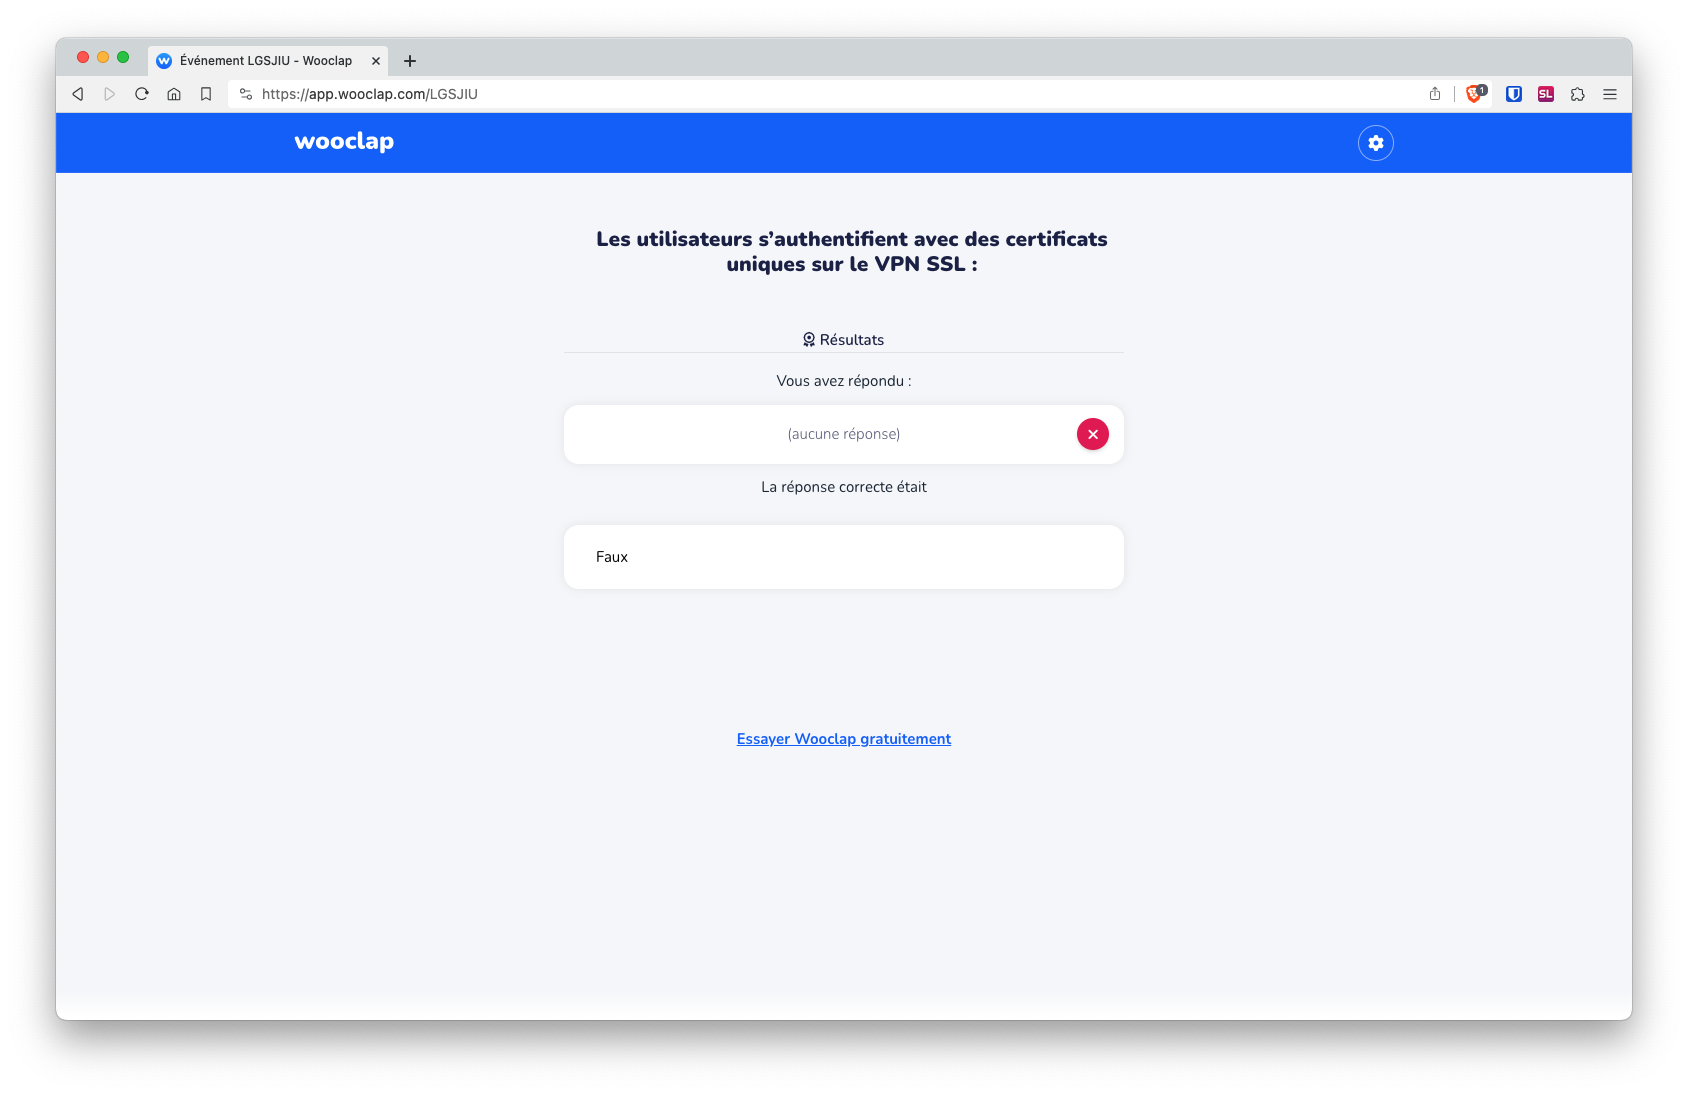 Événement LGSJIU - Wooclap
https://app.wooclap.com/LGSJIU
1
SL
wooclap
Les utilisateurs s’authentifient avec des certificats
uniques sur le VPN SSL :
Résultats
Vous avez répondu :
(aucune réponse)
La réponse correcte était
Faux
Essayer Wooclap gratuitement